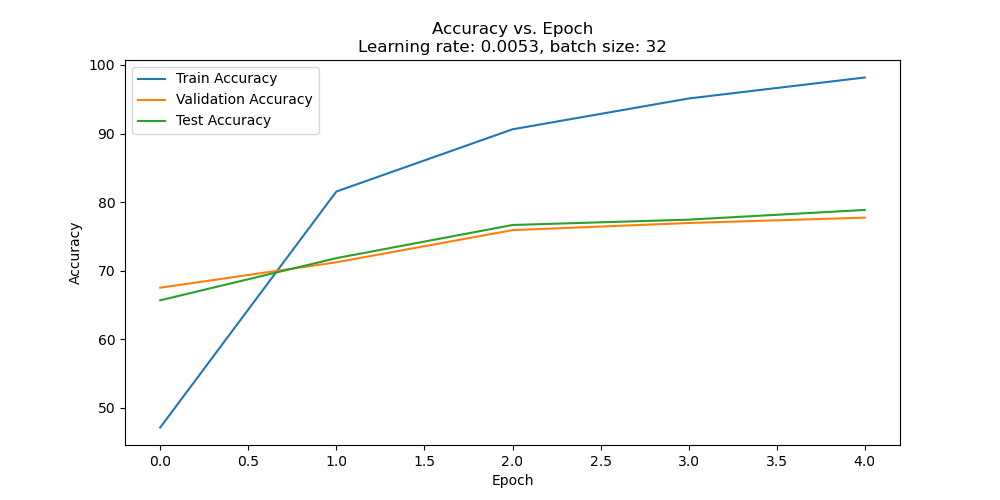 Accuracy vs. Epoch
Learning rate: 0.0053, batch size: 32
Train Accuracy
Validation Accuracy
Test Accuracy
Accuracy
100
90
80
70
60
50
0.0 0.5 1.0 1.5 2.0 2.5 3.0 3.5 4.0
Epoch